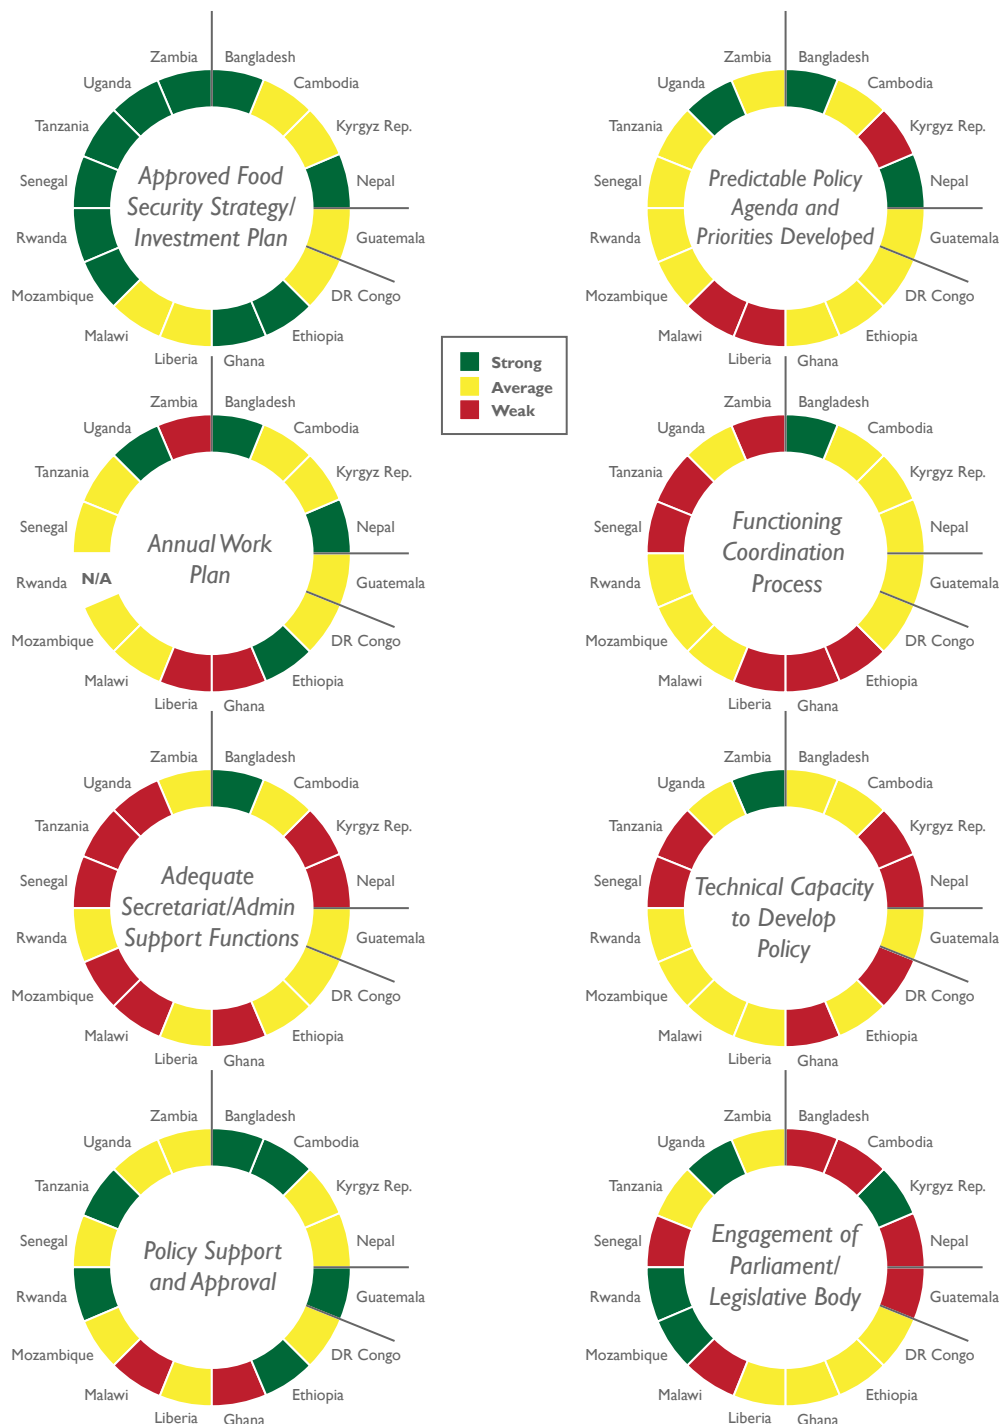 Zambia
Bangladesh
Uganda
Cambodia
Tanzania
Kyrgyz Rep.
Senegal
Nepal
Approved Food
Security Strategy/
Investment Plan
Rwanda
Guatemala
Mozambique
DR Congo
Malawi
Ethiopia
Liberia
Ghana
Zambia
Bangladesh
Uganda
Cambodia
Tanzania
Kyrgyz Rep.
Senegal
Nepal
Predictable Policy
Agenda and
Priorities Developed
Rwanda
Guatemala
Mozambique
DR Congo
Malawi
Ethiopia
Liberia
Ghana
Strong
Average
Weak
Zambia
Bangladesh
Uganda
Cambodia
Tanzania
Kyrgyz Rep.
Senegal
Nepal
Annual Work
Plan
Rwanda
N/A
Guatemala
Mozambique
DR Congo
Malawi
Ethiopia
Liberia
Ghana
Zambia
Bangladesh
Uganda
Cambodia
Tanzania
Kyrgyz Rep.
Senegal
Nepal
Functioning
Coordination
Process
Rwanda
Guatemala
Mozambique
DR Congo
Malawi
Ethiopia
Liberia
Ghana
Zambia
Bangladesh
Uganda
Cambodia
Tanzania
Kyrgyz Rep.
Senegal
Nepal
Adequate
Secretariat/Admin
Support Functions
Rwanda
Guatemala
Mozambique
DR Congo
Malawi
Ethiopia
Liberia
Ghana
Zambia
Bangladesh
Uganda
Cambodia
Tanzania
Kyrgyz Rep.
Senegal
Nepal
Technical Capacity
to Develop
Policy
Rwanda
Guatemala
Mozambique
DR Congo
Malawi
Ethiopia
Liberia
Ghana
Zambia
Bangladesh
Uganda
Cambodia
Tanzania
Kyrgyz Rep.
Senegal
Nepal
Policy Support
and Approval
Rwanda
Guatemala
Mozambique
DR Congo
Malawi
Ethiopia
Liberia
Ghana
Zambia
Bangladesh
Uganda
Cambodia
Tanzania
Kyrgyz Rep.
Senegal
Nepal
Engagement of
Parliament/
Legislative Body
Rwanda
Guatemala
Mozambique
DR Congo
Malawi
Ethiopia
Liberia
Ghana